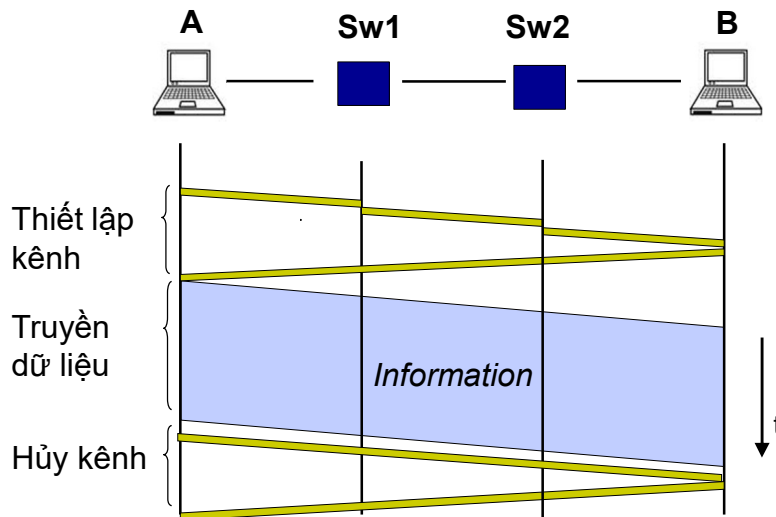 A
Sw1
Sw2
B
Thiết lập
kênh
Truyền
dữ liệu
Information
t
Hủy kênh